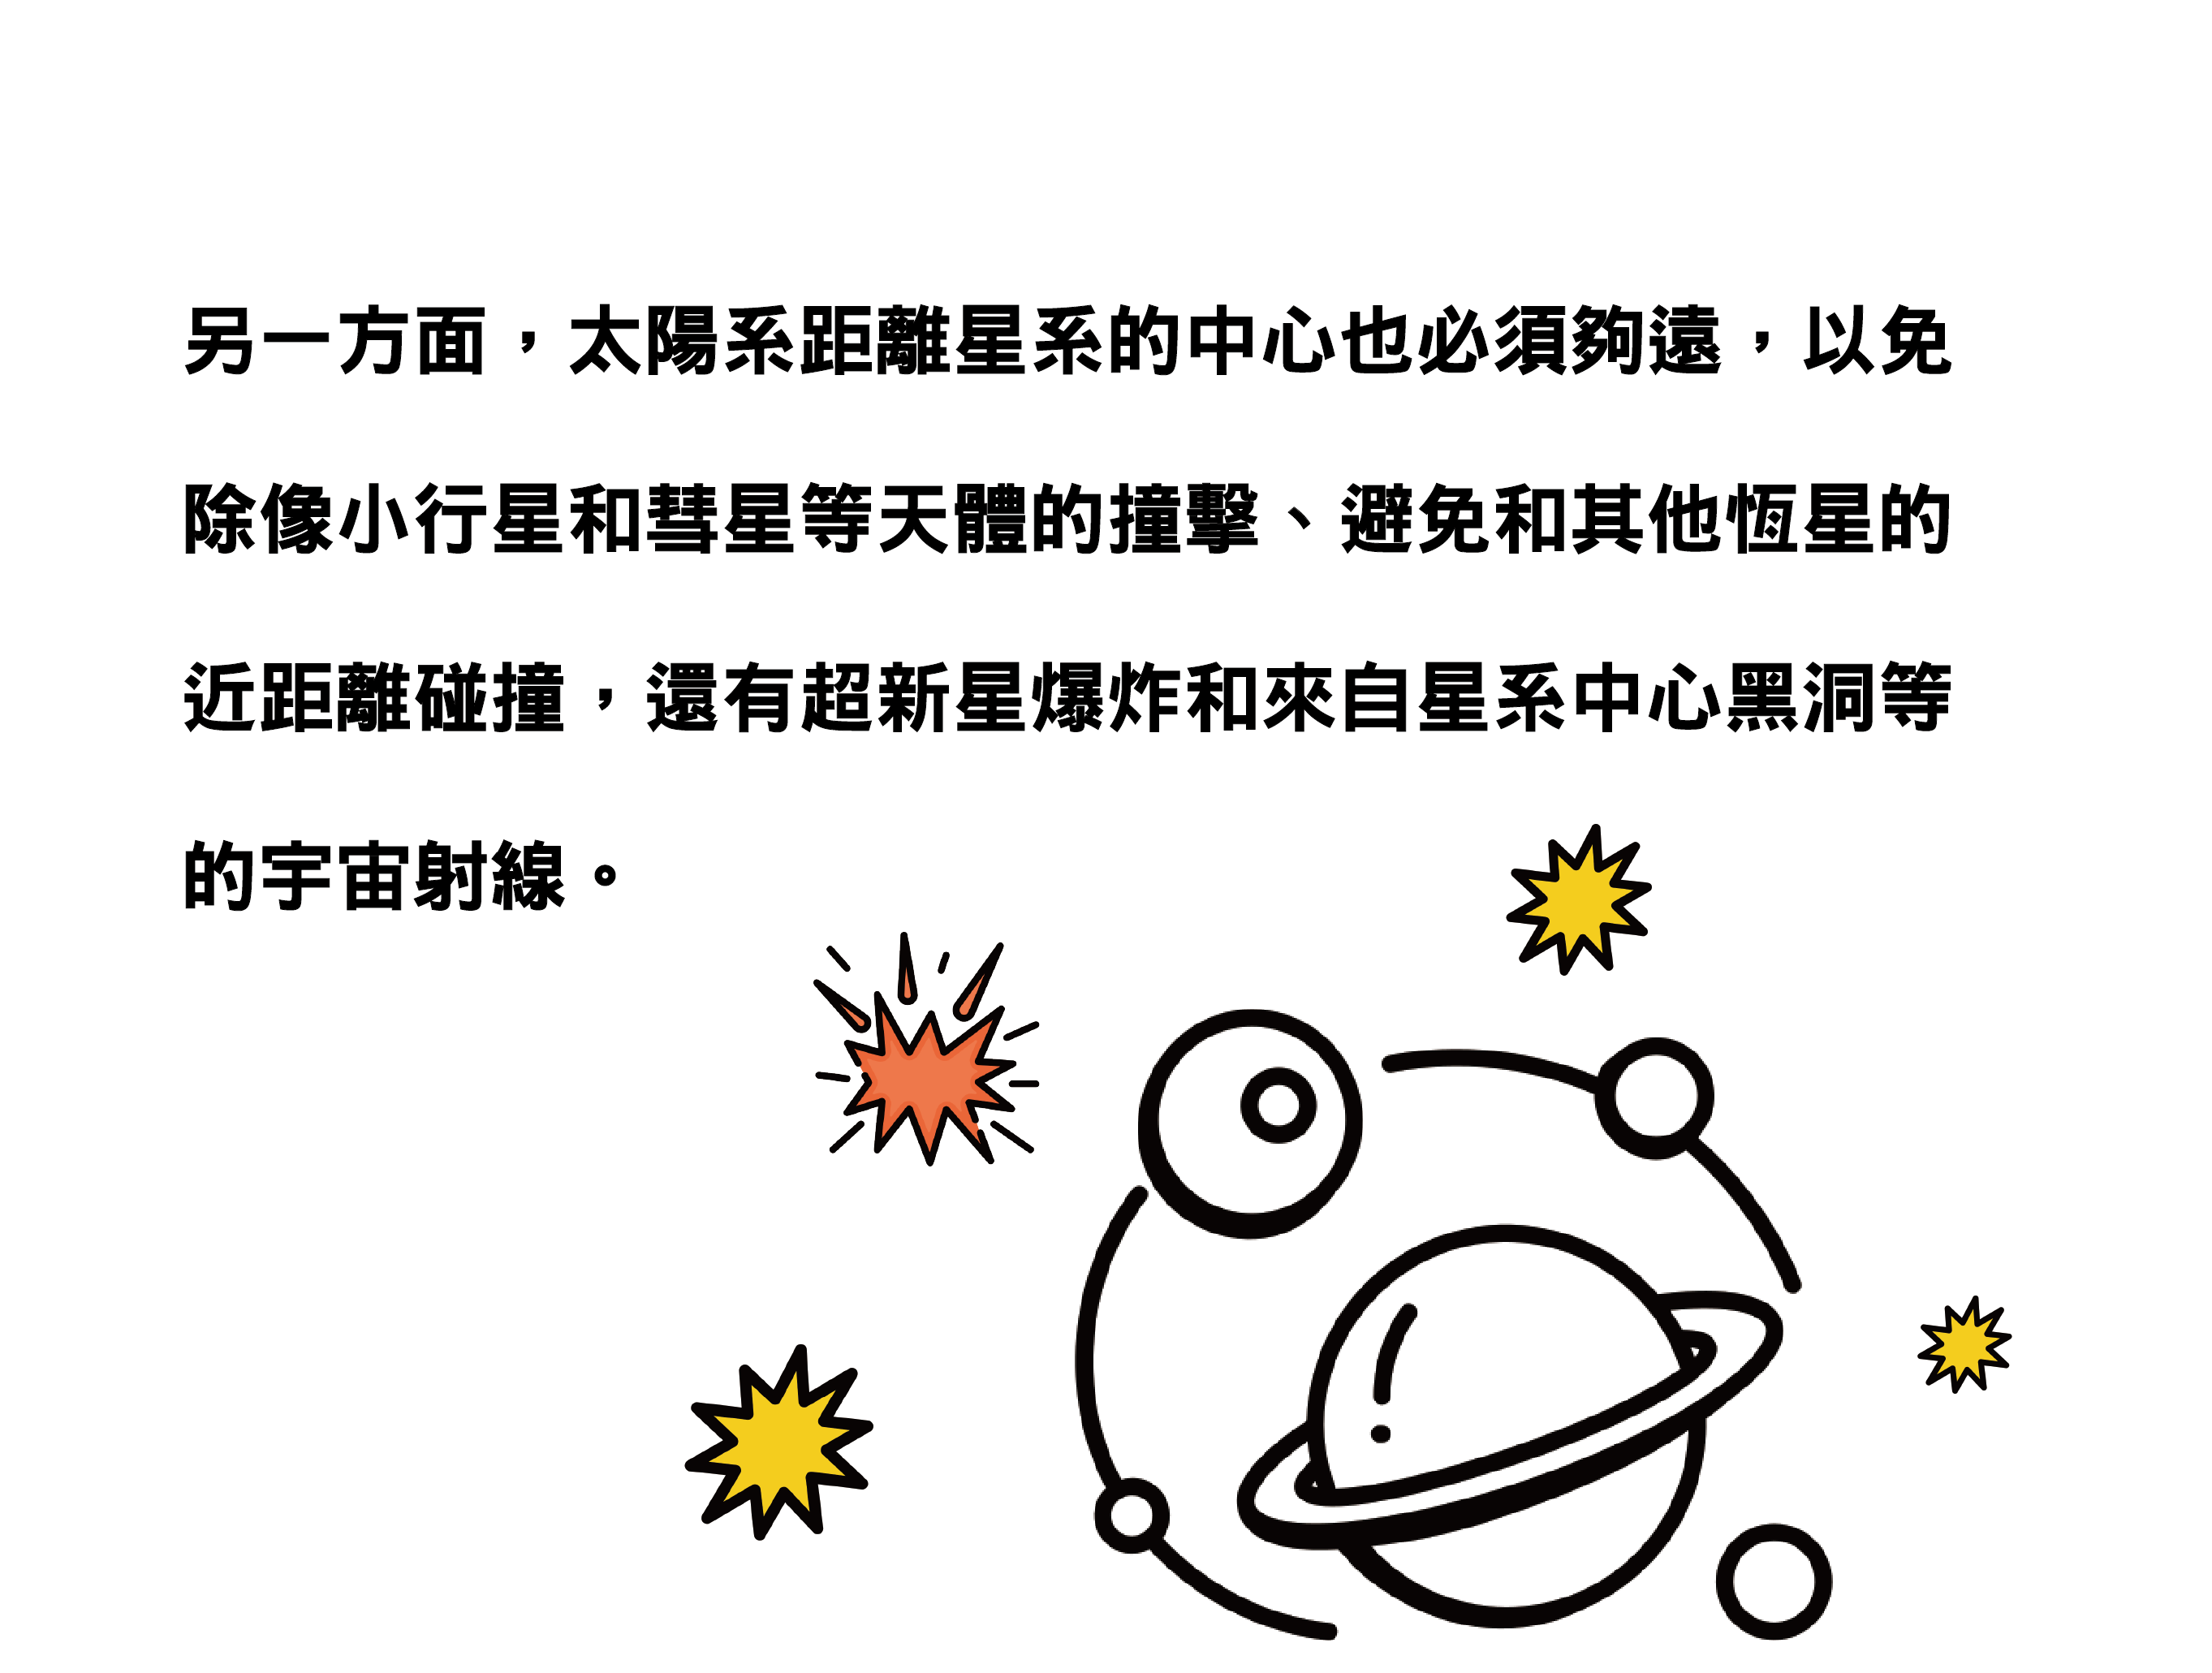 另一方面，太陽系距離星系的中心也必須夠遠，以免
除像小行星和彗星等天體的撞擊、避免和其他恆星的
近距離碰撞，還有超新星爆炸和來自星系中心黑洞等
的宇宙射線。